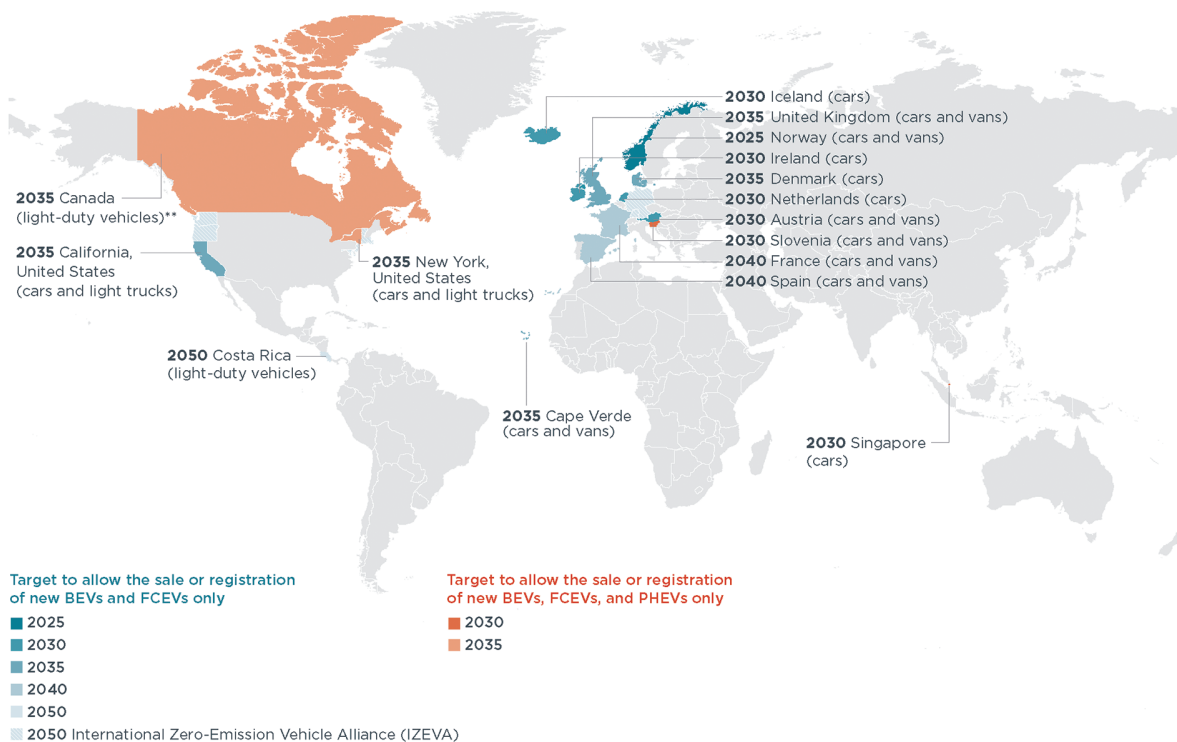 2030 Iceland (cars)
2035 United Kingdom (cars and vans)
2025 Norway (cars and vans)
2030 Ireland (cars)
2035 Denmark (cars)
2030 Netherlands (cars)
2030 Austria (cars and vans)
2030 Slovenia (cars and vans)
2040 France (cars and vans)
2040 Spain (cars and vans)
2035 Canada
(light-duty vehicles)**
2035 California,
United States
(cars and light trucks)
2035 New York,
United States
(cars and light trucks)
2050 Costa Rica
(light-duty vehicles)
2035 Cape Verde
(cars and vans)
2030 Singapore
(cars)
Target to allow the sale or registration
of new BEVs and FCEVs only
2025
2030
2035
2040
2050
2050 International Zero-Emission Vehicle Alliance (IZEVA)
Target to allow the sale or registration
of new BEVs, FCEVs, and PHEVs only
2030
2035